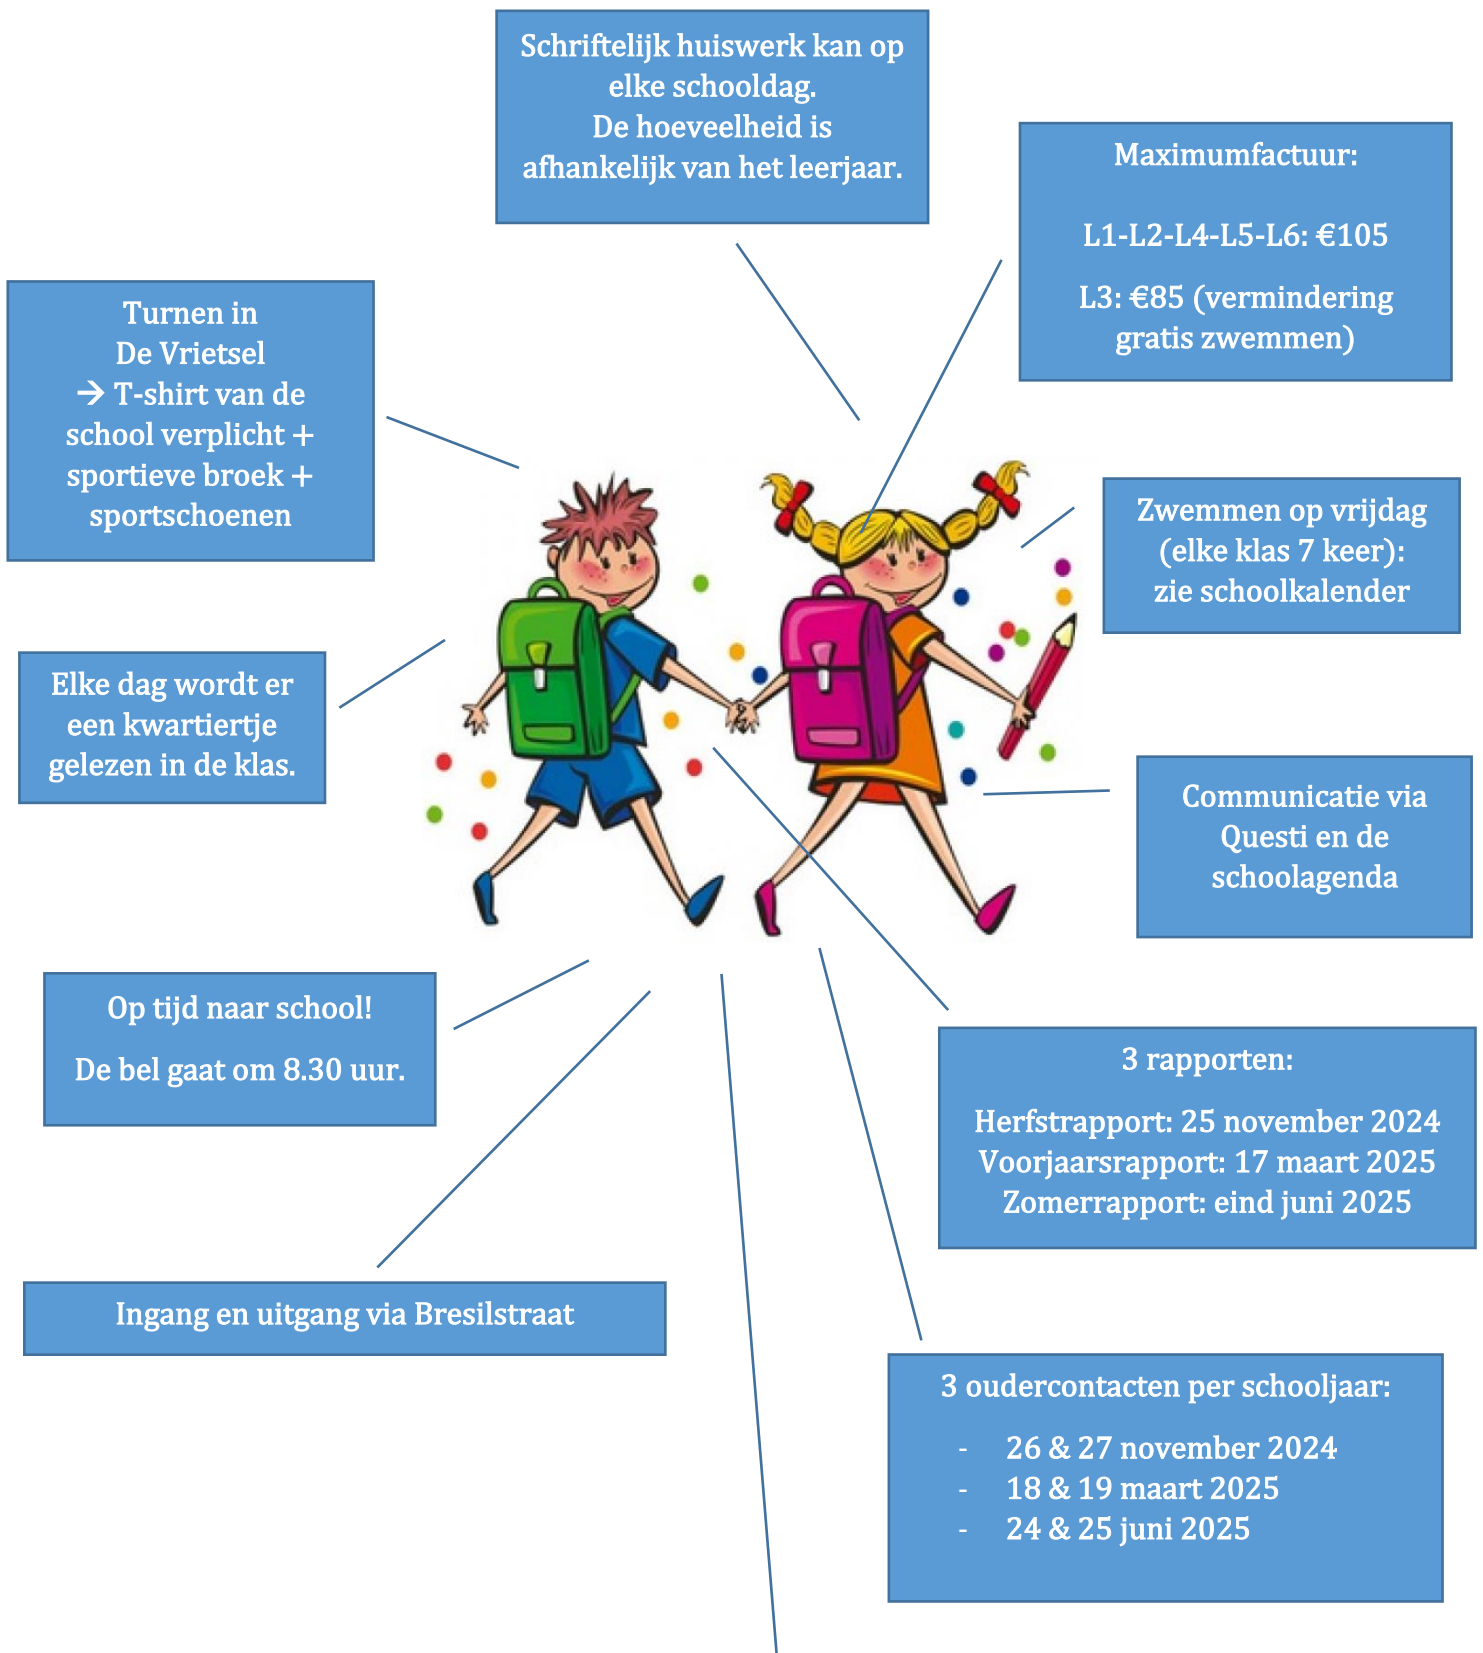 Schriftelijk huiswerk kan op
elke schooldag.
De hoeveelheid is
afhankelijk van het leerjaar.
Maximumfactuur:
L1-L2-L4-L5-L6: €105
L3: €85 (vermindering
gratis zwemmen)
Turnen in
De Vrietsel
→ T-shirt van de
school verplicht +
sportieve broek +
sportschoenen
Zwemmen op vrijdag
(elke klas 7 keer):
zie schoolkalender
Elke dag wordt er
een kwartiertje
gelezen in de klas.
Communicatie via
Questi en de
schoolagenda
Op tijd naar school!
De bel gaat om 8.30 uur.
3 rapporten:
Herfstrapport: 25 november 2024
Voorjaarsrapport: 17 maart 2025
Zomerrapport: eind juni 2025
Ingang en uitgang via Bresilstraat
3 oudercontacten per schooljaar:
- 26 & 27 november 2024
- 18 & 19 maart 2025
- 24 & 25 juni 2025